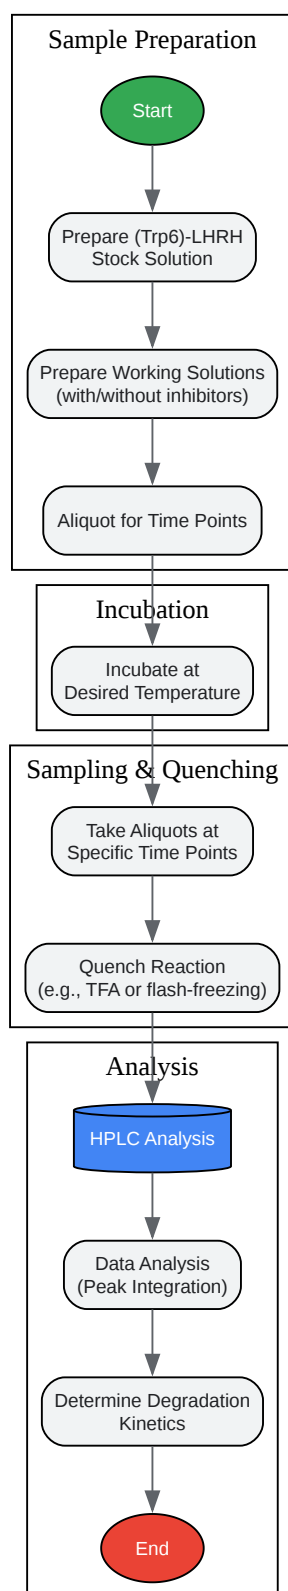 Sample Preparation
Start
Prepare (Trp6)-LHRH
Stock Solution
Prepare Working Solutions
(with/without inhibitors)
Aliquot for Time Points
Incubation
Incubate at
Desired Temperature
Sampling & Quenching
Take Aliquots at
Specific Time Points
Quench Reaction
(e.g., TFA or flash-freezing)
Analysis
HPLC Analysis
Data Analysis
(Peak Integration)
Determine Degradation
Kinetics
End